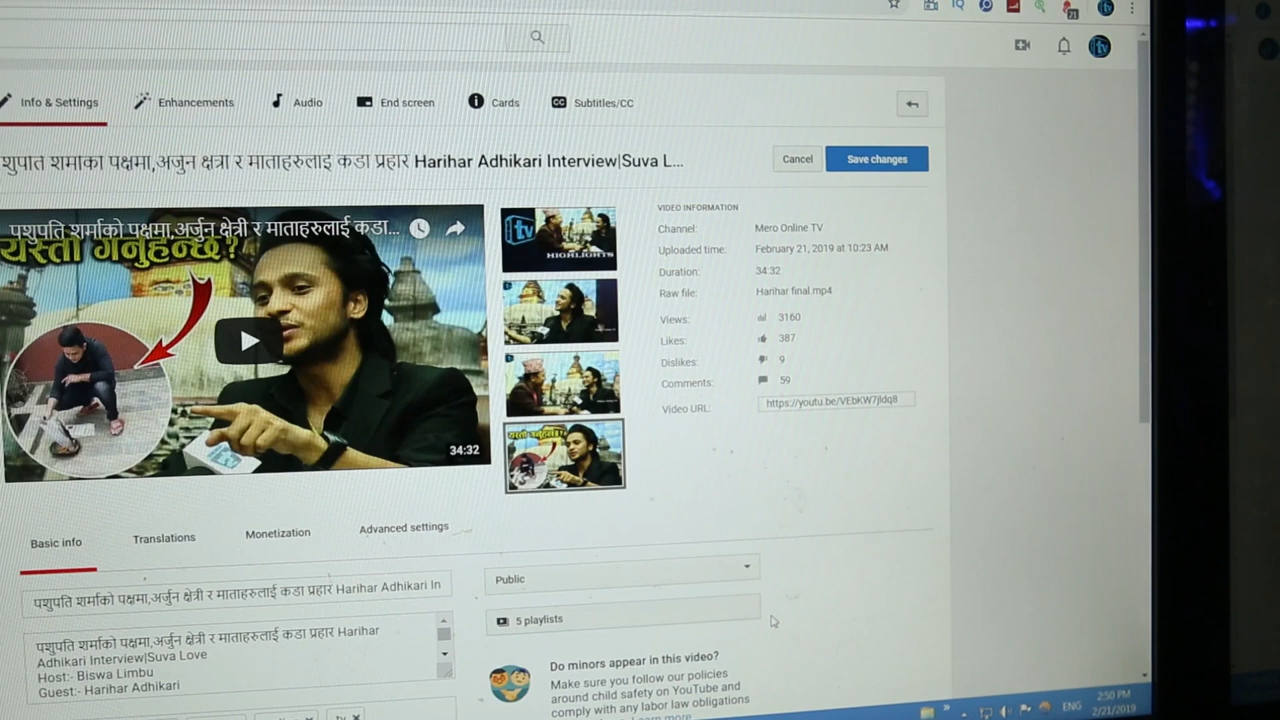 21
Info & Settings
Enhancements
Audio
End screen
Cards
CC Subtitles/CC
शुपति शर्माको पक्षमा,अर्जुन क्षेत्री र माताहरुलाई कडा प्रहार Harihar Adhikari Interview|Suva L...
Cancel
Save changes
पशुपति शर्माको पक्षमा,अर्जुन क्षेत्री र माताहरुलाई कडा...
यस्तो गर्नुहुन्छ?
34:32
tv
HIGHLIGHTS
VIDEO INFORMATION
Channel: Mero Online TV
Uploaded time: February 21, 2019 at 10:23 AM
Duration: 34:32
Raw file: Harihar final.mp4
Views: 3160
Likes: 387
Dislikes: 9
Comments: 59
Video URL: https://youtu.be/VEbKW7jldq8
Basic info
Translations
Monetization
Advanced settings
पशुपति शर्माको पक्षमा,अर्जुन क्षेत्री र माताहरुलाई कडा प्रहार Harihar Adhikari In
Public
पशुपति शर्माको पक्षमा,अर्जुन क्षेत्री र माताहरुलाई कडा प्रहार Harihar
Adhikari Interview|Suva Love
Host:- Biswa Limbu
Guest:- Harihar Adhikari
5 playlists
Do minors appear in this video?
Make sure you follow our policies
around child safety on YouTube and
comply with any labor law obligations
ENG
2:50 PM
2/21/2019